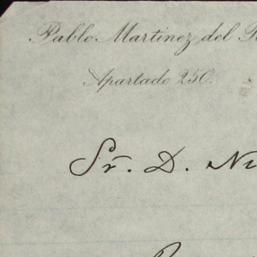 Pablo Martinez del
Apartado 250.
Sr. D.